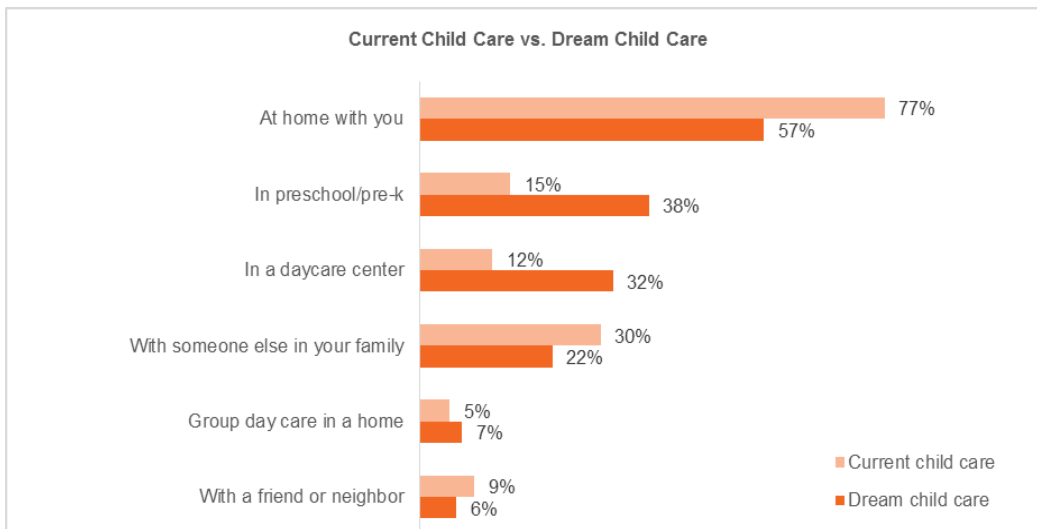 Current Child Care vs. Dream Child Care
At home with you
77%
57%
In preschool/pre-k
15%
38%
In a daycare center
12%
32%
With someone else in your family
30%
22%
Group day care in a home
5%
7%
With a friend or neighbor
9%
6%
Current child care
Dream child care